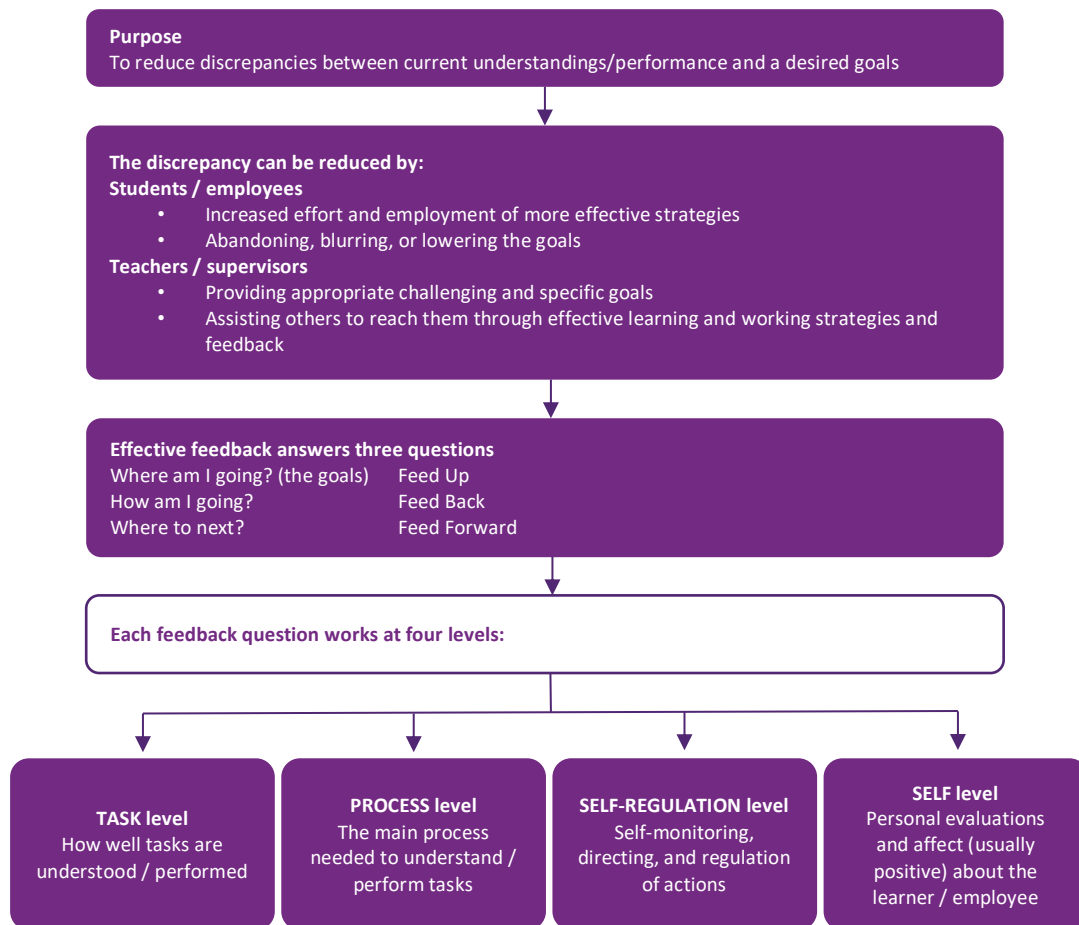 Purpose
To reduce discrepancies between current understandings/performance and a desired goals
The discrepancy can be reduced by:
Students / employees
• Increased effort and employment of more effective strategies
• Abandoning, blurring, or lowering the goals
Teachers / supervisors
• Providing appropriate challenging and specific goals
• Assisting others to reach them through effective learning and working strategies and
feedback
Effective feedback answers three questions
Where am I going? (the goals) Feed Up
How am I going? Feed Back
Where to next? Feed Forward
Each feedback question works at four levels:
TASK level
How well tasks are
understood / performed
PROCESS level
The main process
needed to understand /
perform tasks
SELF-REGULATION level
Self-monitoring,
directing, and regulation
of actions
SELF level
Personal evaluations
and affect (usually
positive) about the
learner / employee